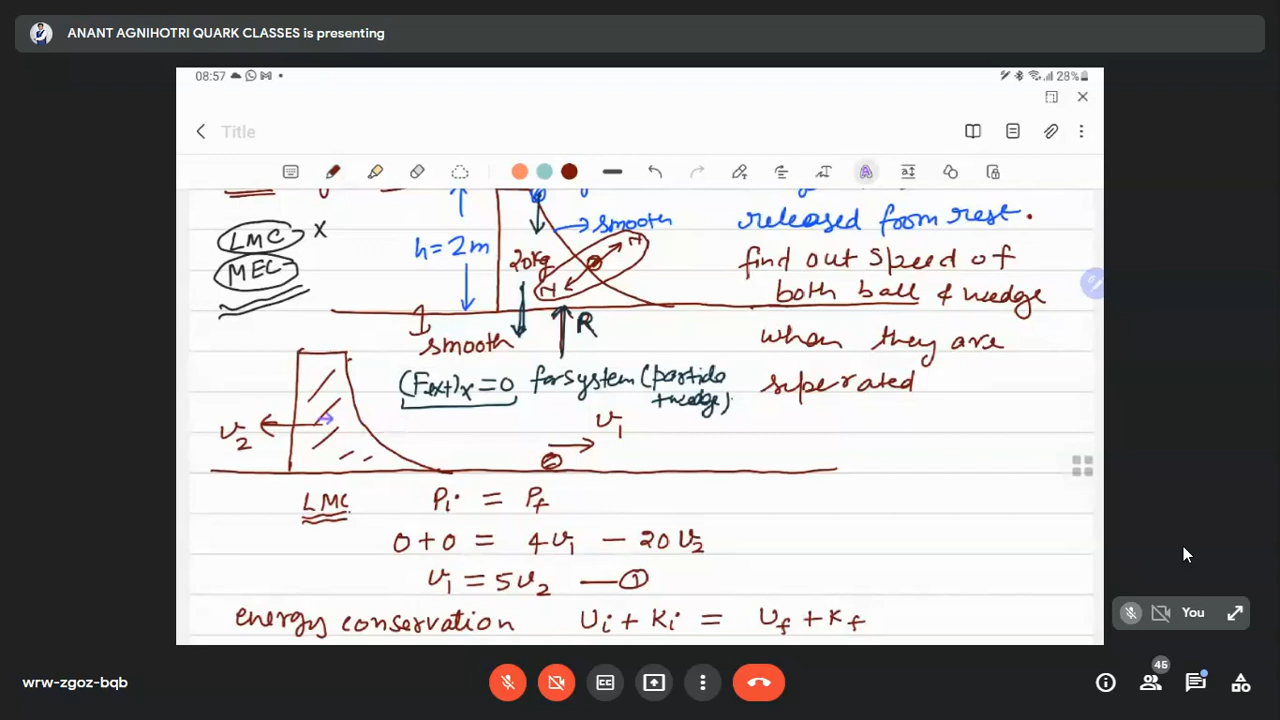 ANANT AGNIHOTRI QUARK CLASSES is presenting
08:57
28%
Title
smooth
released from rest.
LMC x
h = 2m
20kg
N
find out speed of
MEC
N
both ball & wedge
R
smooth
when they are
(Fext)x = 0 for system (particle
+wedge)
seperated
v2
v1
LMC Pi = Pf
0+0 = 4v1 - 20v2
v1 = 5v2 — ①
energy conservation Ui + Ki = Uf + Kf
You
45
wrw-zgoz-bqb